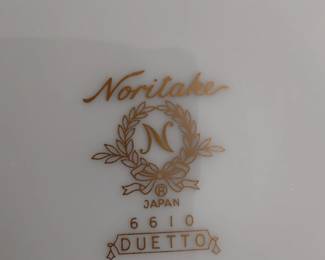 Noritake
N
®
JAPAN
6610
DUETTO